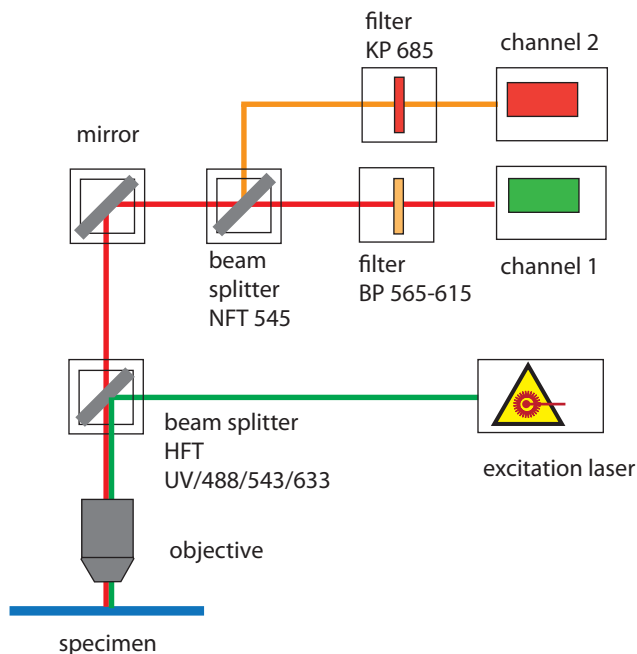 filter
KP 685
channel 2
mirror
beam
splitter
NFT 545
filter
BP 565-615
channel 1
beam splitter
HFT
UV/488/543/633
excitation laser
objective
specimen